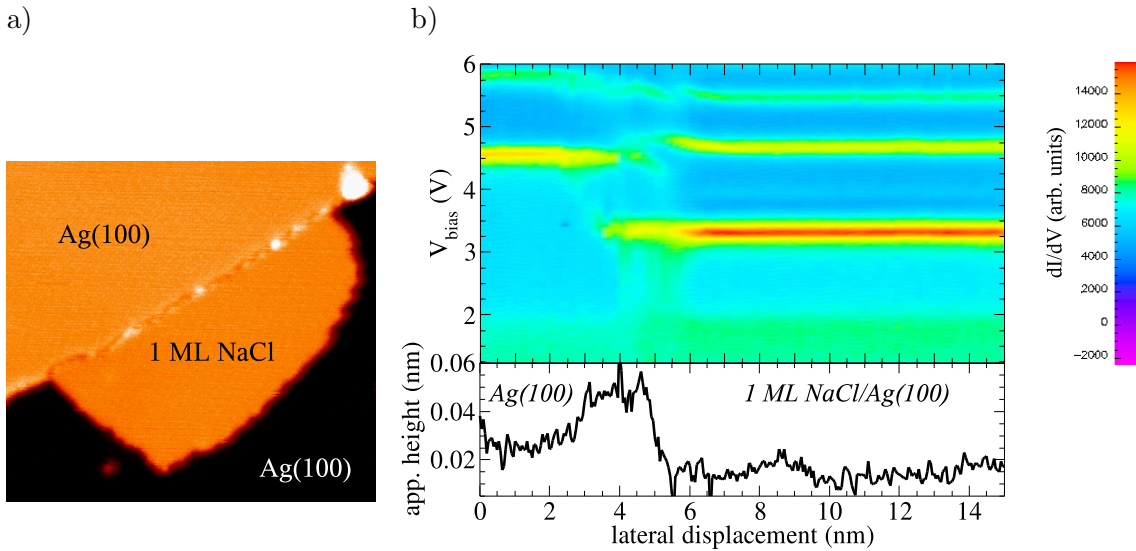 a)
b)
Ag(100)
1 ML NaCl
Ag(100)
6
5
4
3
2
V_bias (V)
0.06
0.04
0.02
app. height (nm)
Ag(100)
1 ML NaCl/Ag(100)
0 2 4 6 8 10 12 14
lateral displacement (nm)
14000
12000
10000
8000
6000
4000
2000
0
−2000
dI/dV (arb. units)